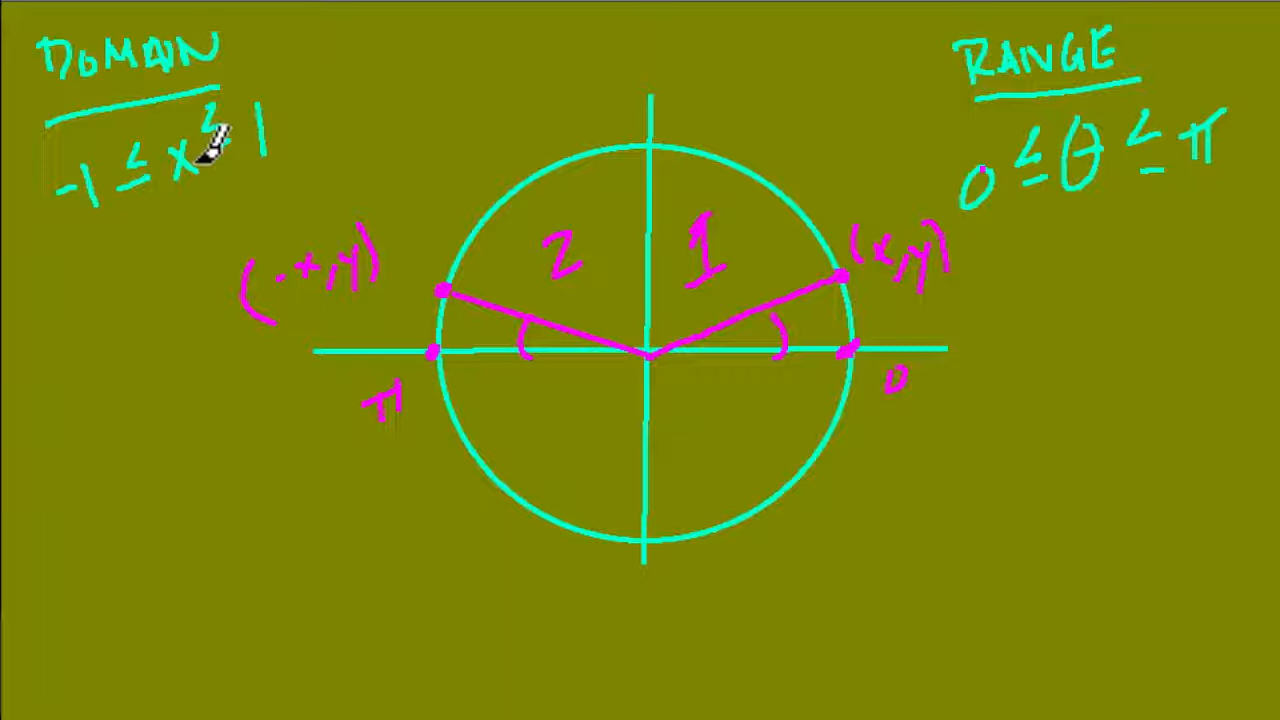 DOMAIN
-1 ≤ x ≤ 1
RANGE
0 ≤ θ ≤ π
(-x,y)
2
1
(x,y)
π
0